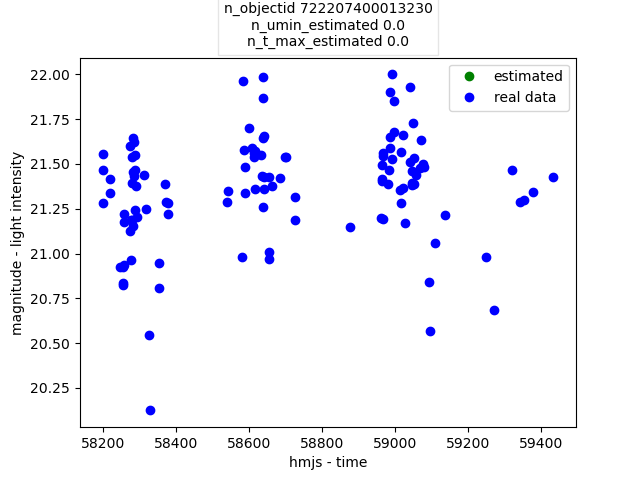 n_objectid 722207400013230
n_umin_estimated 0.0
n_t_max_estimated 0.0
estimated
real data
22.00
21.75
21.50
21.25
21.00
20.75
20.50
20.25
magnitude - light intensity
58200 58400 58600 58800 59000 59200 59400
hmjs - time